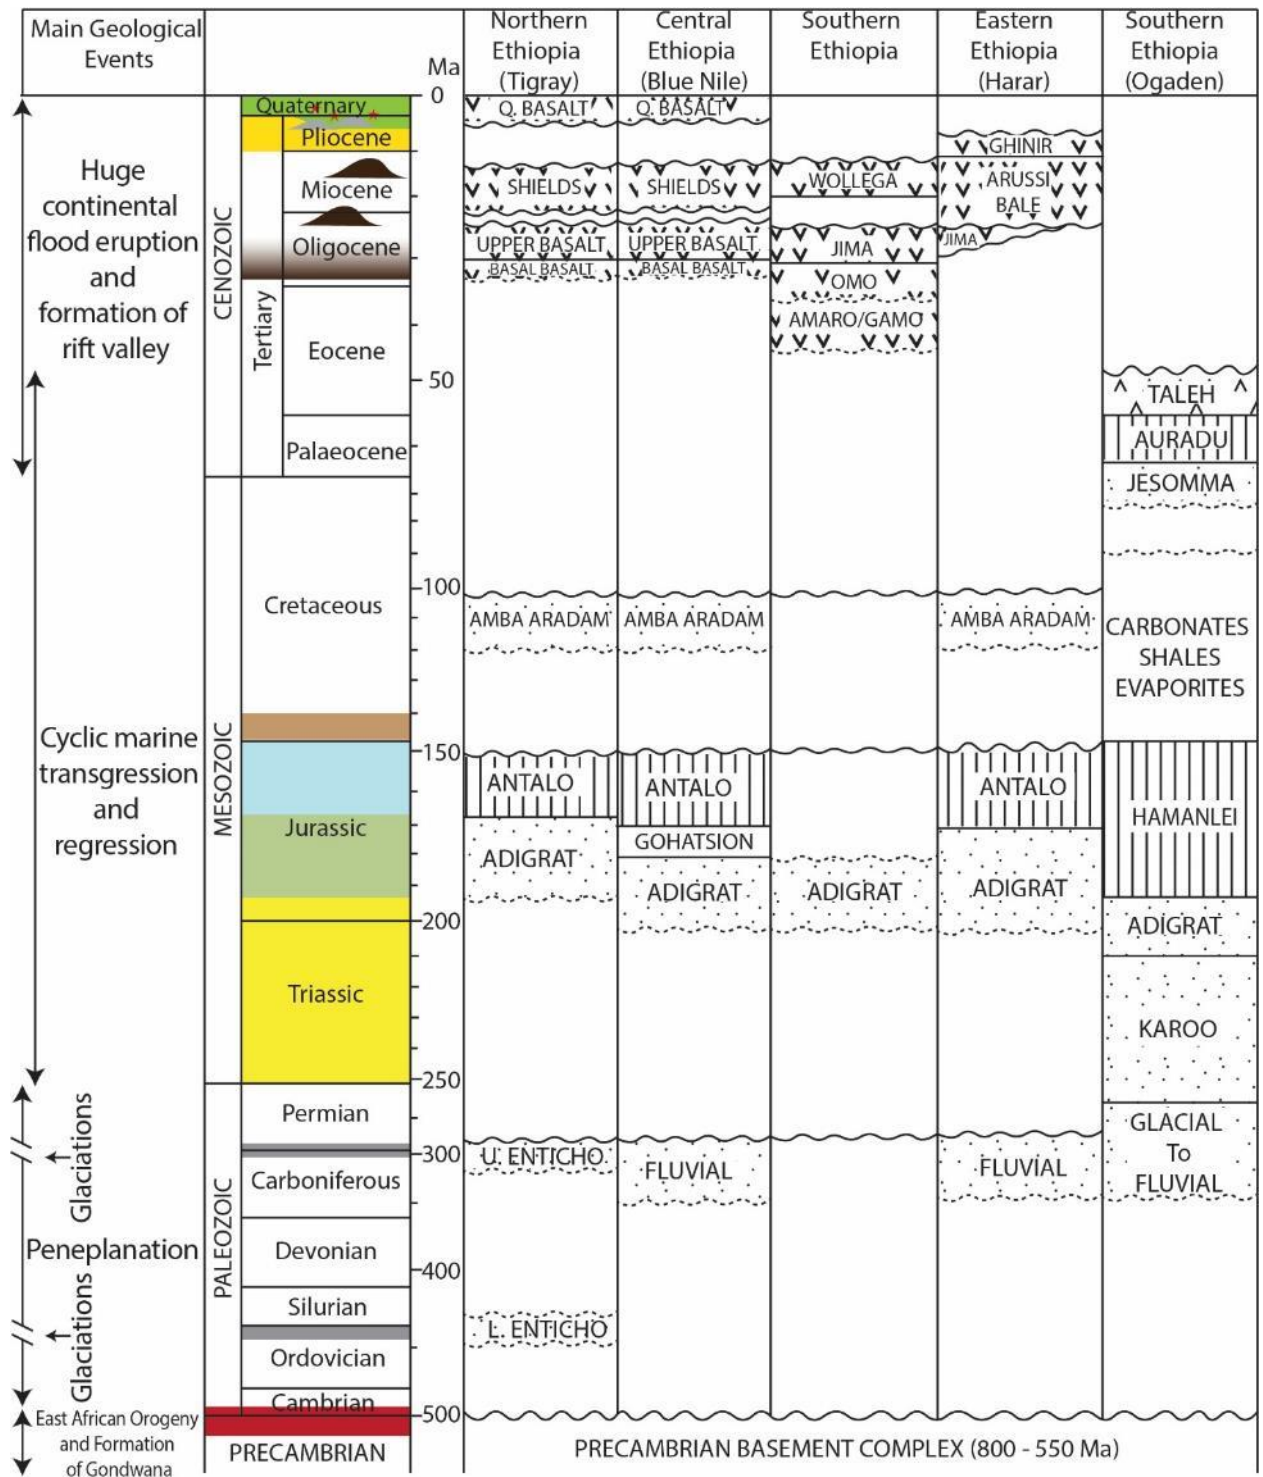 Main Geological
Events
Ma
Northern
Ethiopia
(Tigray)
Central
Ethiopia
(Blue Nile)
Southern
Ethiopia
Eastern
Ethiopia
(Harar)
Southern
Ethiopia
(Ogaden)
Huge
continental
flood eruption
and
formation of
rift valley
Cyclic marine
transgression
and
regression
Glaciations
Peneplanation
Glaciations
East African Orogeny
and Formation
of Gondwana
CENOZOIC
MESOZOIC
PALEOZOIC
Tertiary
Quaternary
Pliocene
Miocene
Oligocene
Eocene
Palaeocene
Cretaceous
Jurassic
Triassic
Permian
Carboniferous
Devonian
Silurian
Ordovician
Cambrian
PRECAMBRIAN
0
50
100
150
200
250
300
400
500
Q. BASALT
SHIELDS
UPPER BASALT
BASAL BASALT
AMBA ARADAM
ANTALO
ADIGRAT
U. ENTICHO
L. ENTICHO
Q. BASALT
SHIELDS
UPPER BASALT
BASAL BASALT
AMBA ARADAM
ANTALO
GOHATSION
ADIGRAT
FLUVIAL
WOLLEGA
JIMA
OMO
AMARO/GAMO
ADIGRAT
GHINIR
ARUSSI
BALE
JIMA
AMBA ARADAM
ANTALO
ADIGRAT
FLUVIAL
TALEH
AURADU
JESOMMA
CARBONATES
SHALES
EVAPORITES
HAMANLEI
ADIGRAT
KAROO
GLACIAL
To
FLUVIAL
PRECAMBRIAN BASEMENT COMPLEX (800 - 550 Ma)